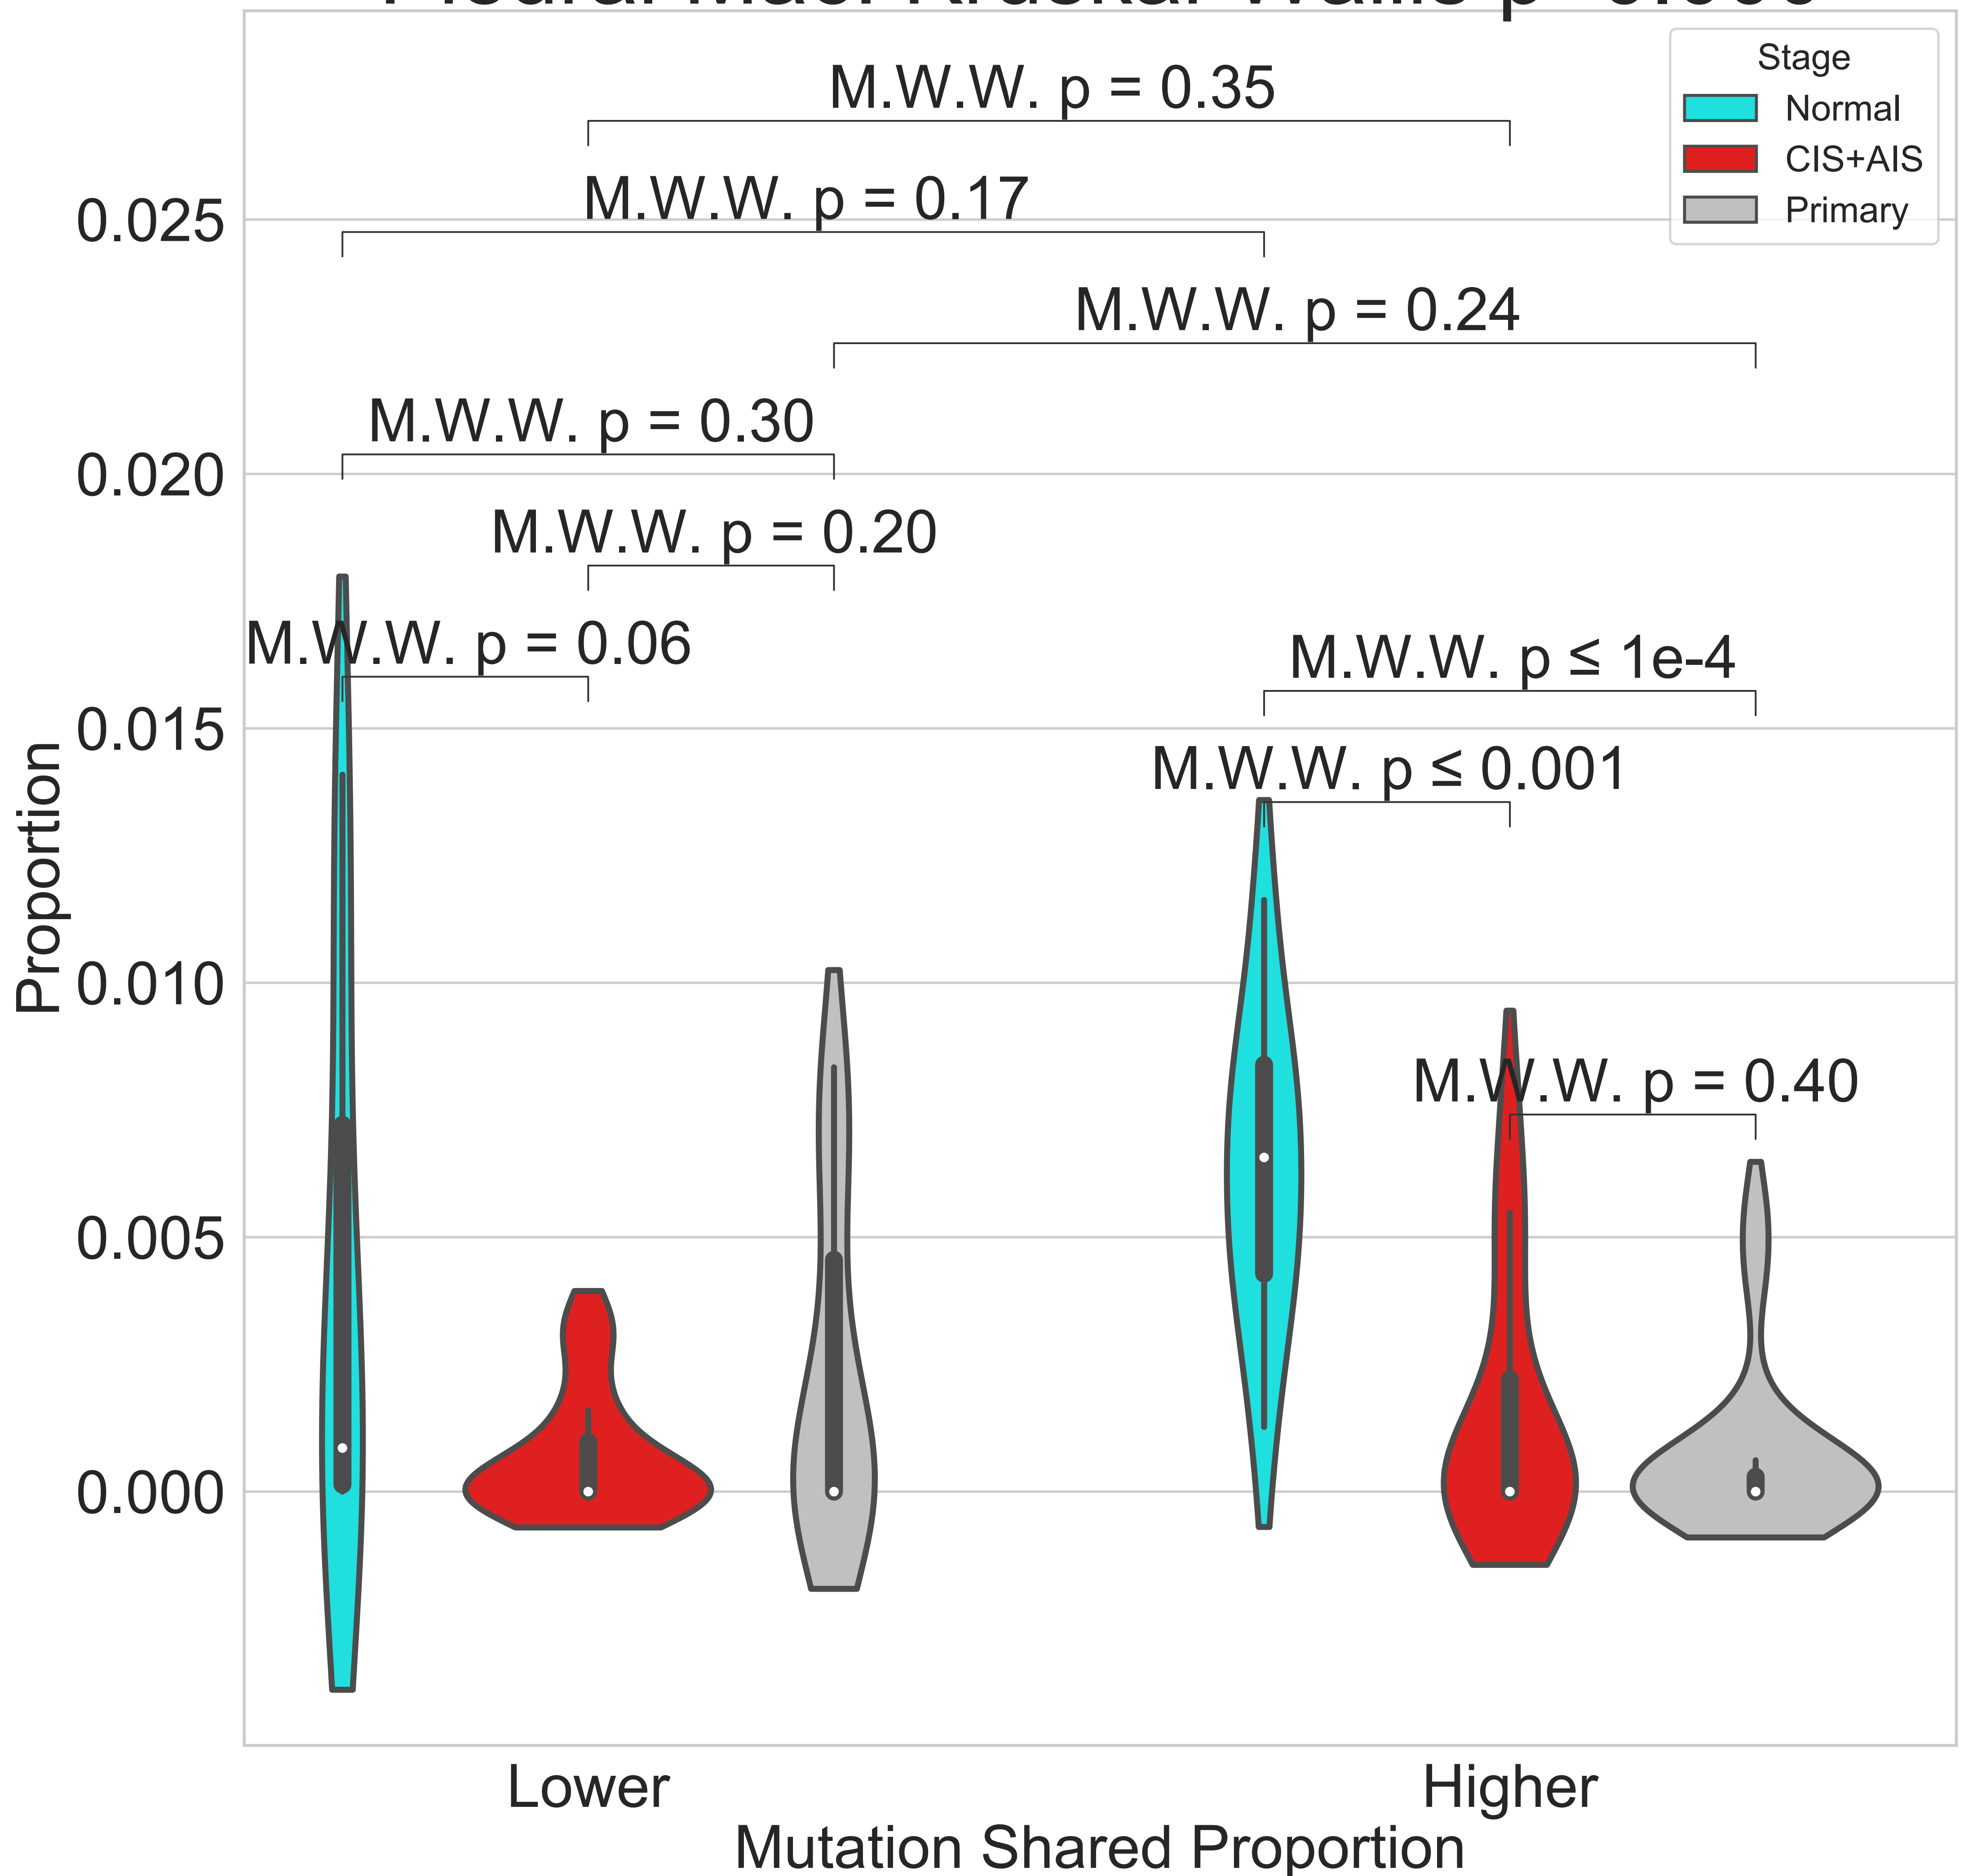 Stage
Normal
CIS+AIS
Primary
M.W.W. p = 0.35
M.W.W. p = 0.17
M.W.W. p = 0.24
M.W.W. p = 0.30
M.W.W. p = 0.20
M.W.W. p = 0.06
M.W.W. p ≤ 1e-4
M.W.W. p ≤ 0.001
M.W.W. p = 0.40
0.025
0.020
0.015
0.010
0.005
0.000
Proportion
Lower
Higher
Mutation Shared Proportion